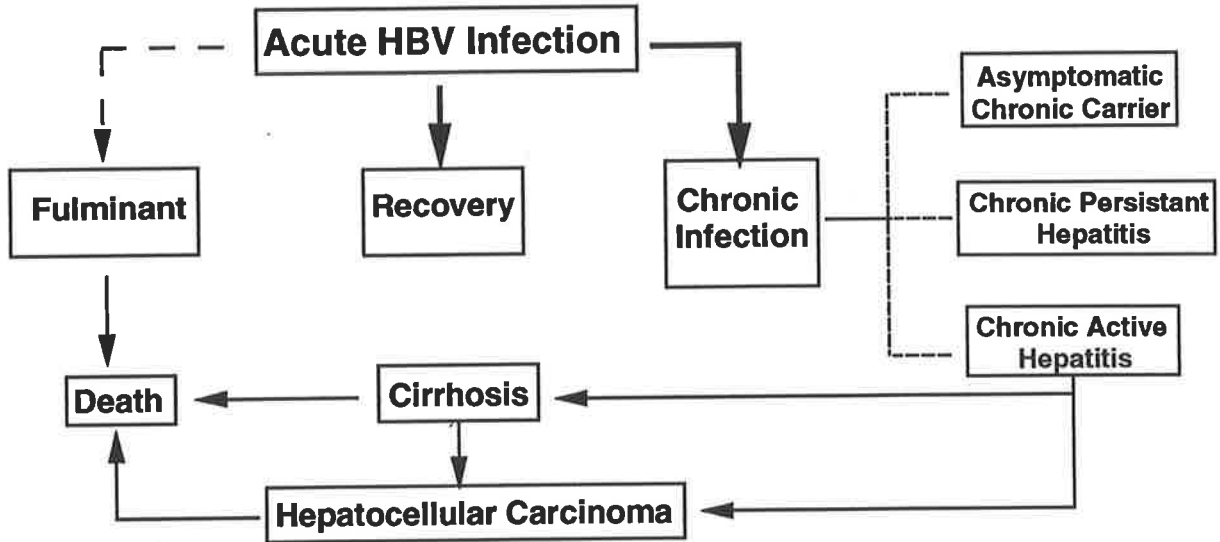 Acute HBV Infection
Asymptomatic
Chronic Carrier
Fulminant
Recovery
Chronic
Infection
Chronic Persistant
Hepatitis
Chronic Active
Hepatitis
Death
Cirrhosis
Hepatocellular Carcinoma